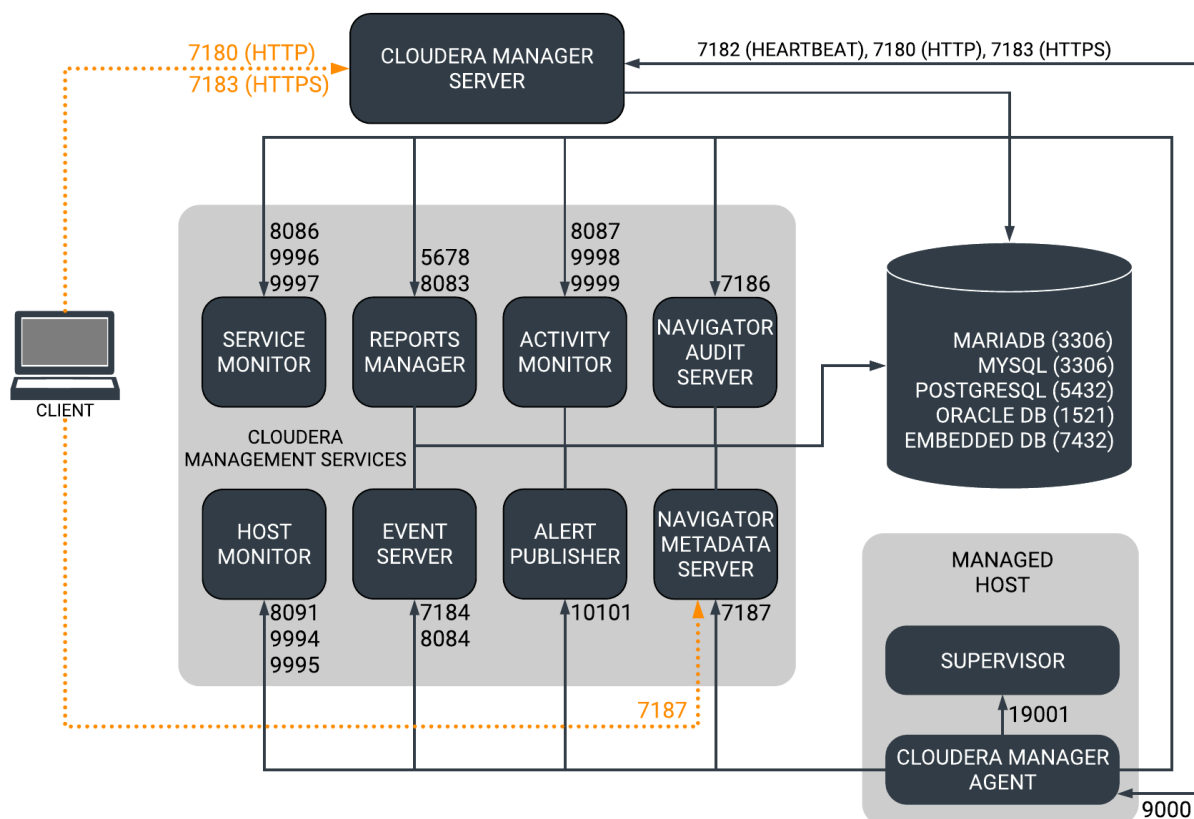 7180 (HTTP)
7183 (HTTPS)
CLOUDERA MANAGER
SERVER
7182 (HEARTBEAT), 7180 (HTTP), 7183 (HTTPS)
8086
9996
9997
5678
8083
8087
9998
9999
7186
SERVICE
MONITOR
REPORTS
MANAGER
ACTIVITY
MONITOR
NAVIGATOR
AUDIT
SERVER
MARIADB (3306)
MYSQL (3306)
POSTGRESQL (5432)
ORACLE DB (1521)
EMBEDDED DB (7432)
CLIENT
CLOUDERA
MANAGEMENT SERVICES
HOST
MONITOR
EVENT
SERVER
ALERT
PUBLISHER
NAVIGATOR
METADATA
SERVER
8091
9994
9995
7184
8084
10101
7187
7187
MANAGED
HOST
SUPERVISOR
19001
CLOUDERA MANAGER
AGENT
9000